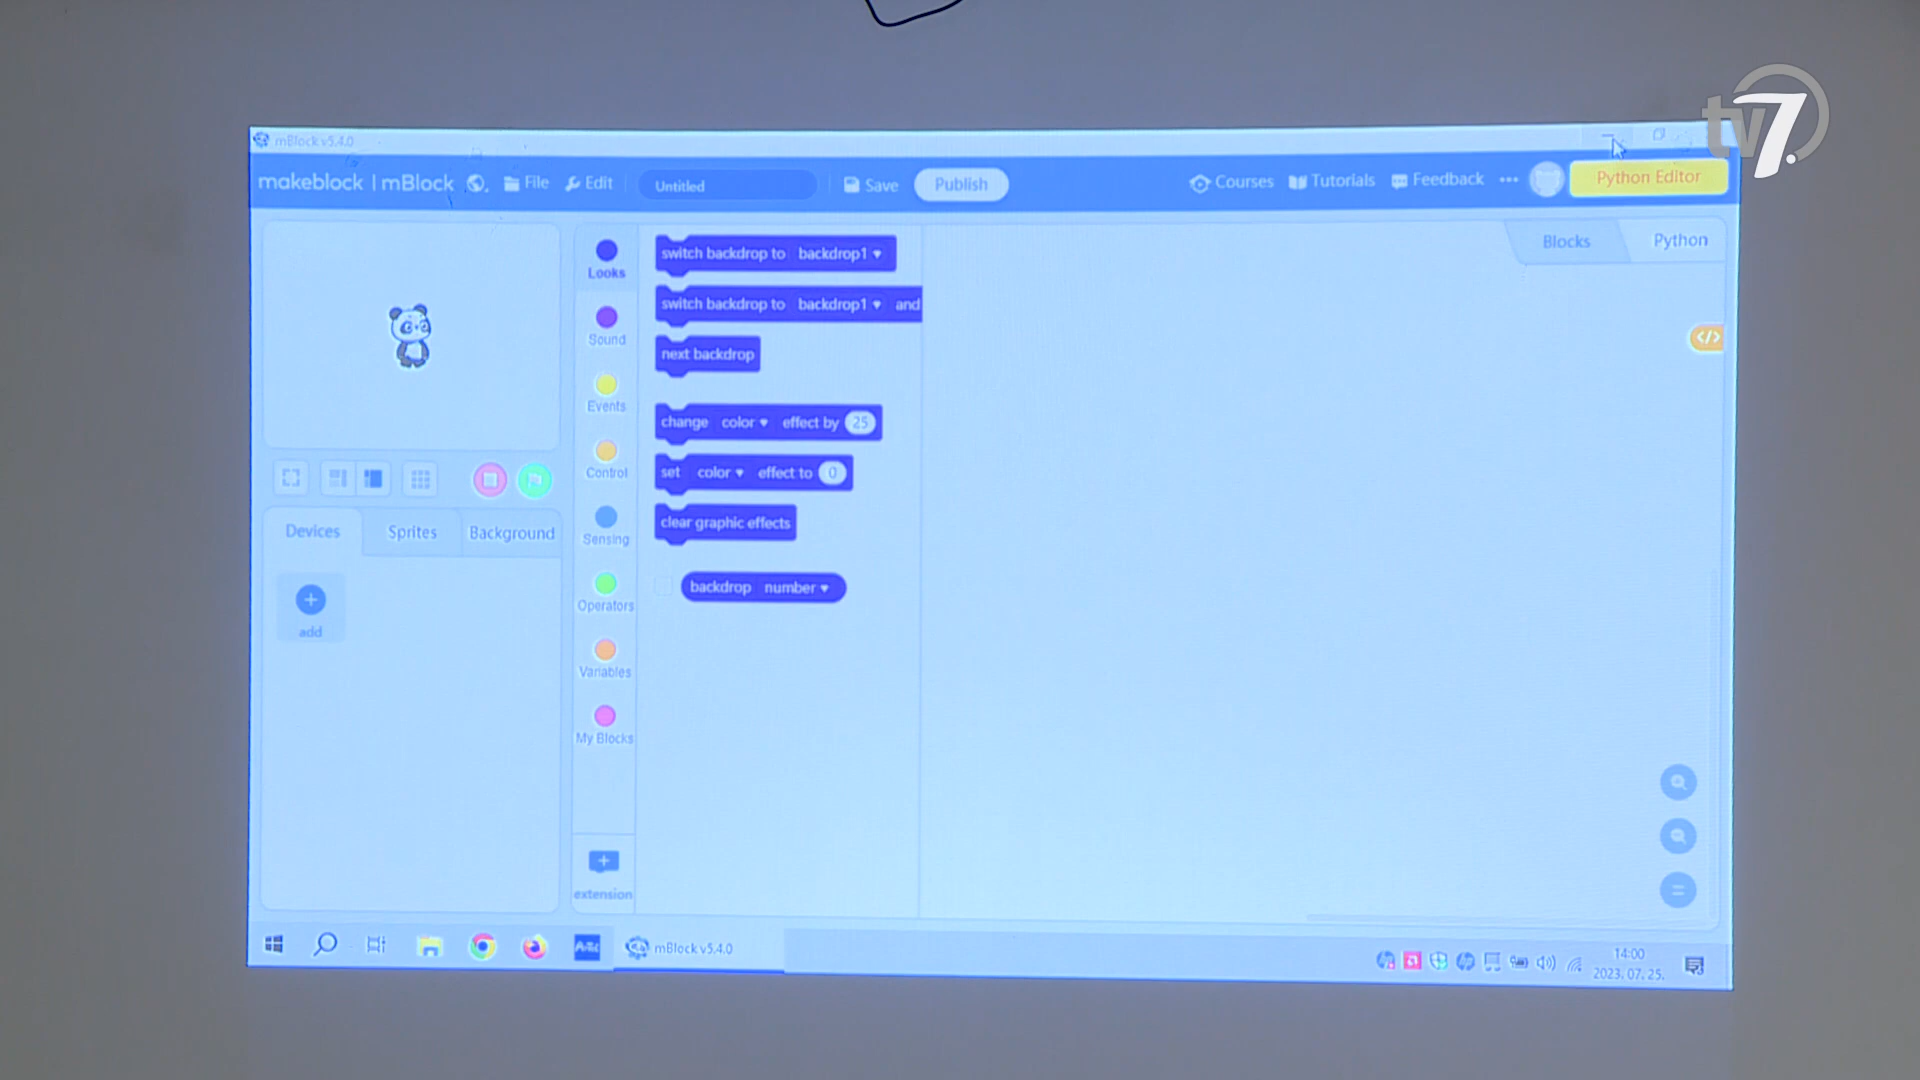 tv7.
mBlock v5.4.0
makeblock | mBlock File Edit Untitled Save Publish Courses Tutorials Feedback ••• Python Editor
Blocks Python
</>
Looks
Sound
Events
Control
Sensing
Operators
Variables
My Blocks
extension
switch backdrop to backdrop1
switch backdrop to backdrop1 and
next backdrop
change color effect by 25
set color effect to 0
clear graphic effects
backdrop number
Devices Sprites Background
add
mBlock v5.4.0
14:00
2023. 07. 25.